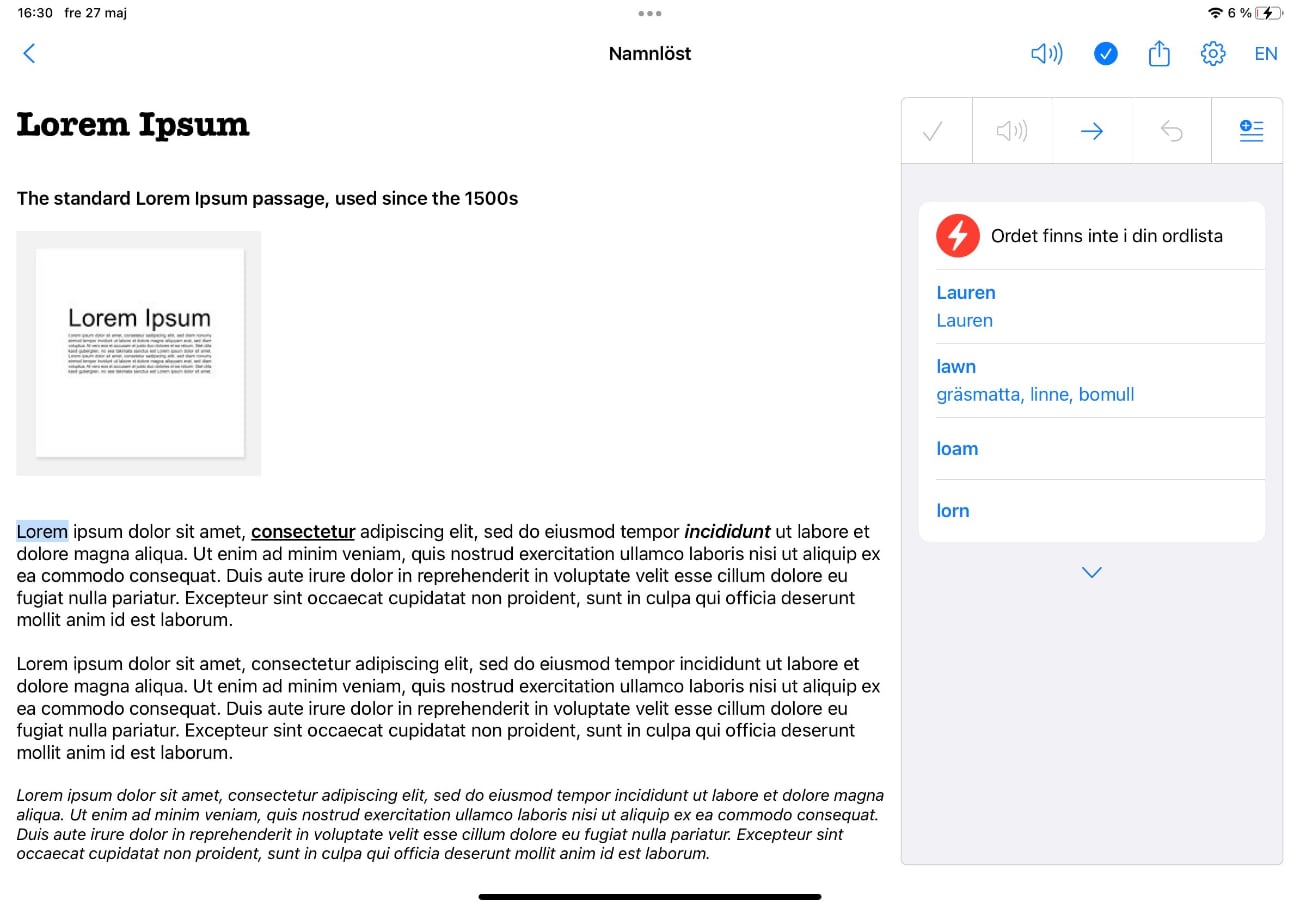 16:30 fre 27 maj
6 %
Namnlöst
EN
Lorem Ipsum
The standard Lorem Ipsum passage, used since the 1500s
Lorem Ipsum
Lorem ipsum dolor sit amet, consectetur adipiscing elit, sed do eiusmod tempor incididunt ut labore et
dolore magna aliqua. Ut enim ad minim veniam, quis nostrud exercitation ullamco laboris nisi ut aliquip ex
ea commodo consequat. Duis aute irure dolor in reprehenderit in voluptate velit esse cillum dolore eu
fugiat nulla pariatur. Excepteur sint occaecat cupidatat non proident, sunt in culpa qui officia deserunt
mollit anim id est laborum.
Lorem ipsum dolor sit amet, consectetur adipiscing elit, sed do eiusmod tempor incididunt ut labore et
dolore magna aliqua. Ut enim ad minim veniam, quis nostrud exercitation ullamco laboris nisi ut aliquip ex
ea commodo consequat. Duis aute irure dolor in reprehenderit in voluptate velit esse cillum dolore eu
fugiat nulla pariatur. Excepteur sint occaecat cupidatat non proident, sunt in culpa qui officia deserunt
mollit anim id est laborum.
Lorem ipsum dolor sit amet, consectetur adipiscing elit, sed do eiusmod tempor incididunt ut labore et dolore magna
aliqua. Ut enim ad minim veniam, quis nostrud exercitation ullamco laboris nisi ut aliquip ex ea commodo consequat.
Duis aute irure dolor in reprehenderit in voluptate velit esse cillum dolore eu fugiat nulla pariatur. Excepteur sint
occaecat cupidatat non proident, sunt in culpa qui officia deserunt mollit anim id est laborum.
Ordet finns inte i din ordlista
Lauren
Lauren
lawn
gräsmatta, linne, bomull
loam
lorn